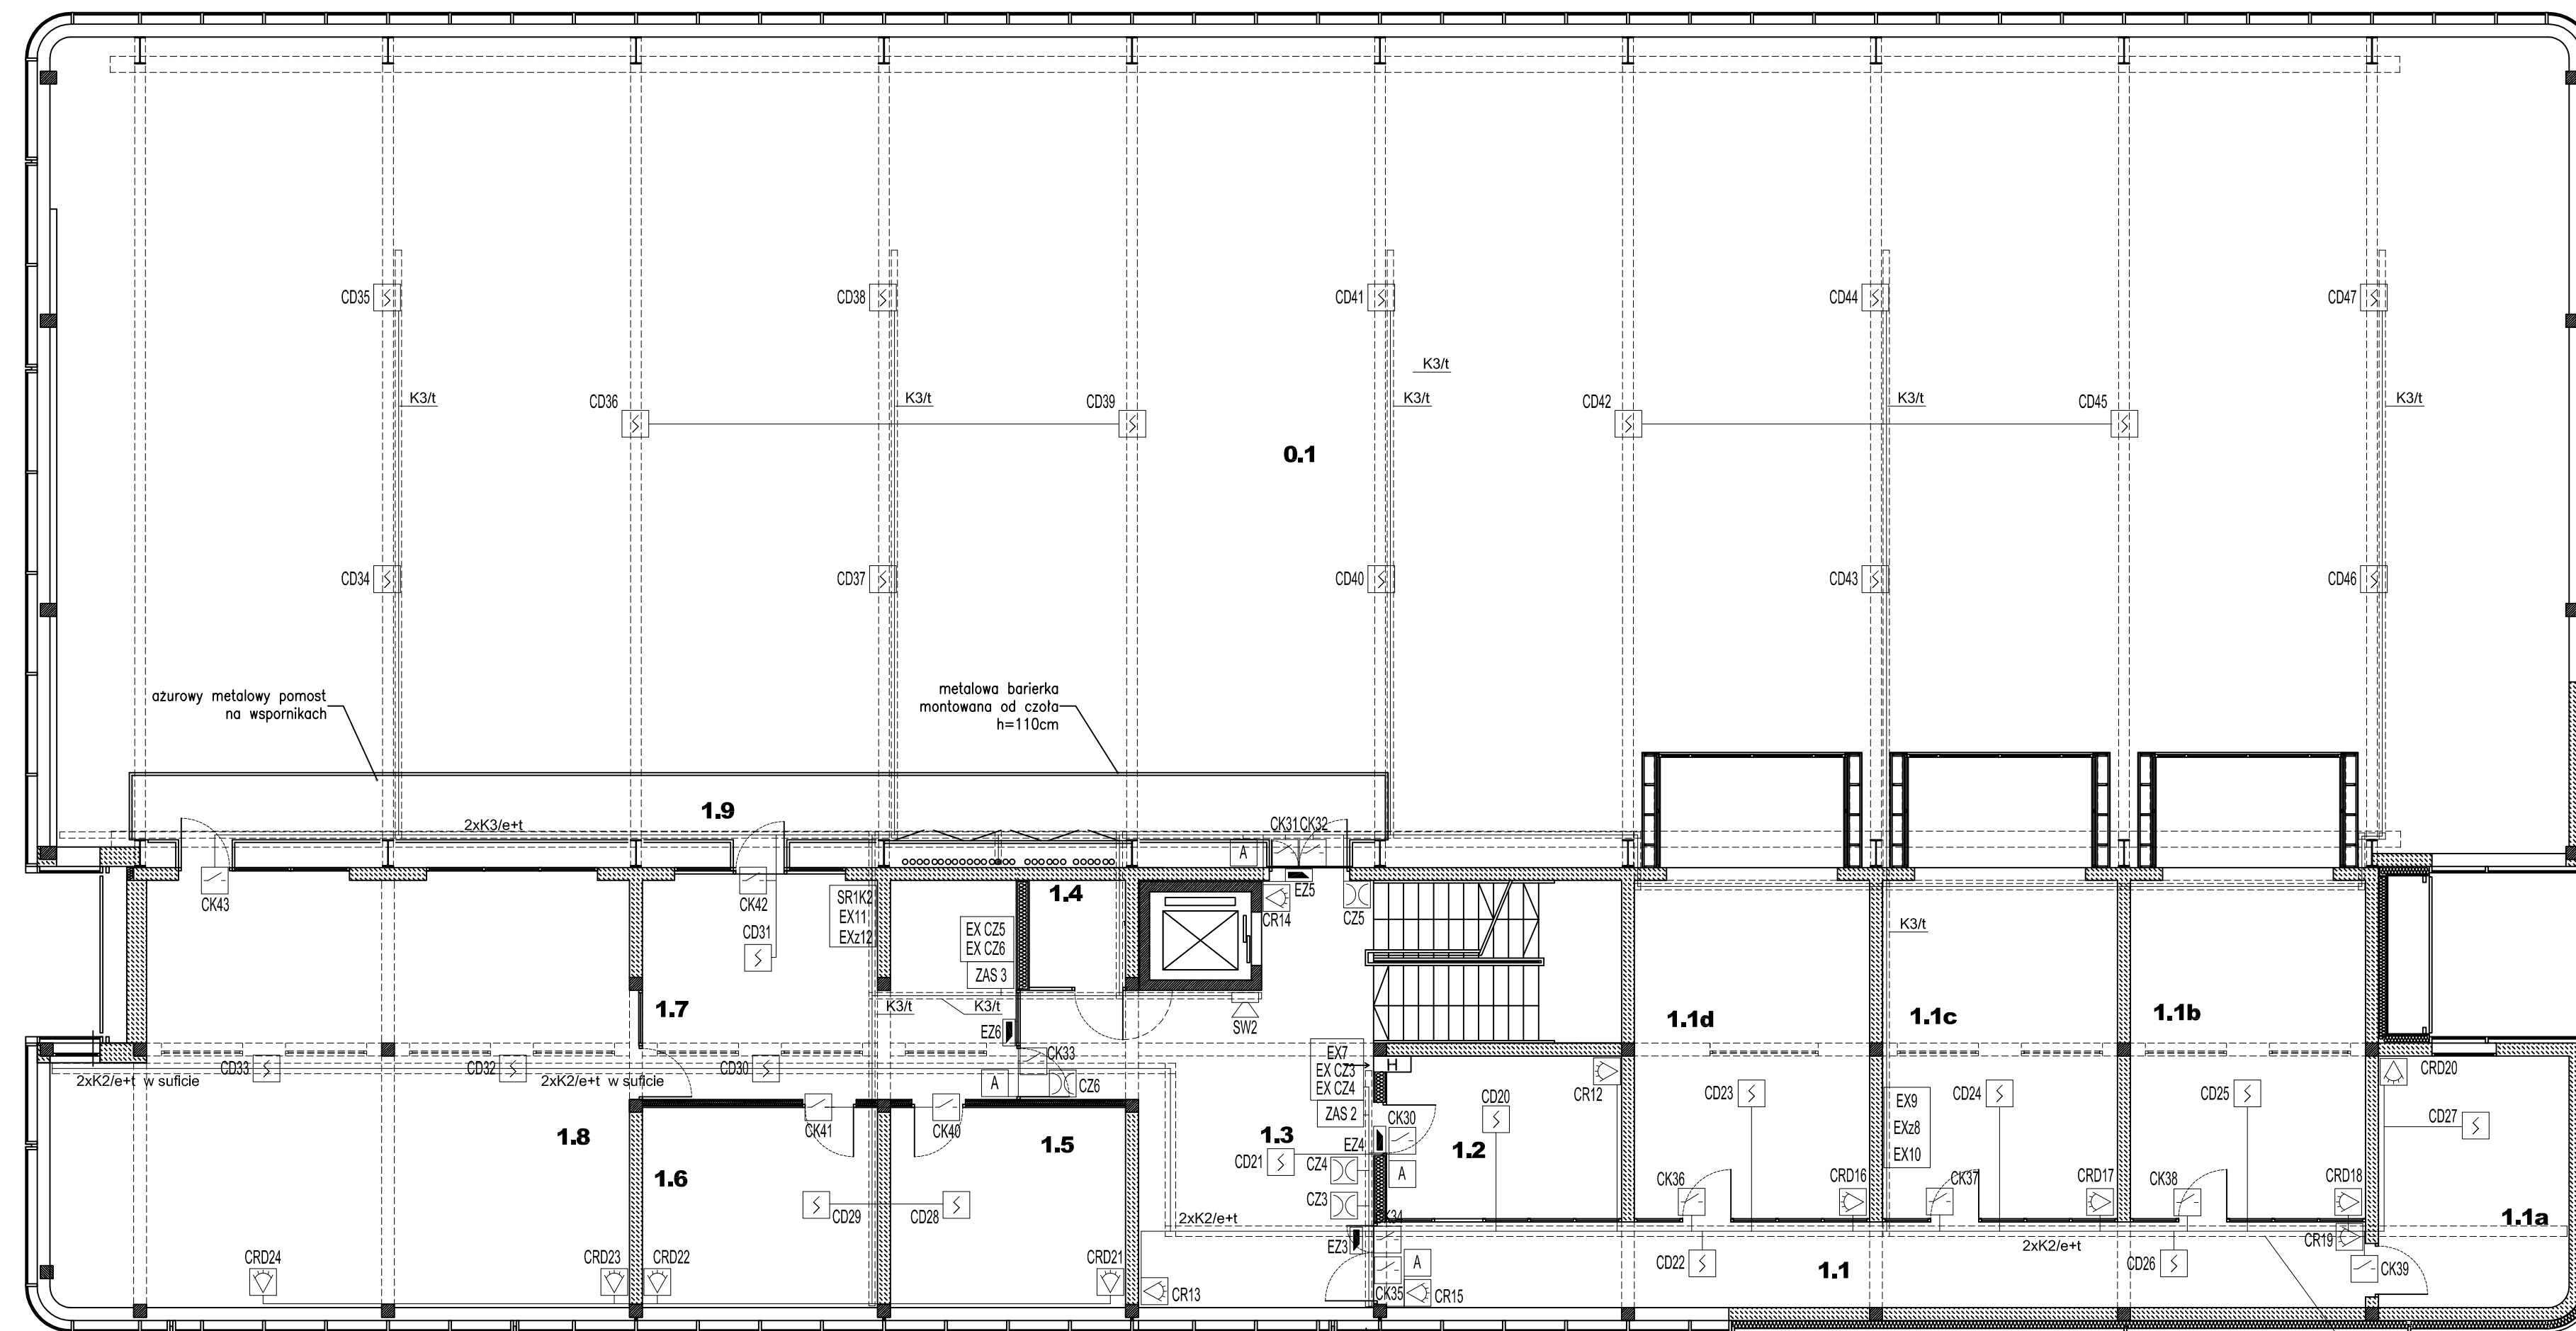 CD35
CD38
CD41
CD44
CD47
K3/t
K3/t
K3/t
K3/t
K3/t
K3/t
CD36
CD39
CD42
CD45
0.1
CD34
CD37
CD40
CD43
CD46
ażurowy metalowy pomost
na wspornikach
metalowa barierka
montowana od czoła
h=110cm
1.9
2xK3/e+t
CK31
CK32
A
CK43
CK42
SR1K2
EX11
EXz12
CD31
EX CZ5
EX CZ6
ZAS 3
1.4
CR14
EZ5
CZ5
K3/t
K3/t
K3/t
1.7
EZ6
SW2
1.1d
1.1c
1.1b
CD33
2xK2/e+t w suficie
CD32
2xK2/e+t w suficie
CD30
CK33
A
CZ6
EX7
EX CZ3
EX CZ4
ZAS 2
H
CR12
CD20
CD23
CD24
CD25
CRD20
CD27
EX9
EXz8
EX10
CK41
CK40
1.8
1.5
1.3
EZ4
CK30
1.2
CD21
CZ4
A
1.6
CZ3
CK36
CRD16
CK37
CRD17
CK38
CRD18
CD29
CD28
2xK2/e+t
K34
EZ3
1.1a
CR19
2xK2/e+t
CRD24
CRD23
CRD22
CRD21
CR13
A
CK35
CR15
CD22
1.1
CD26
CK39